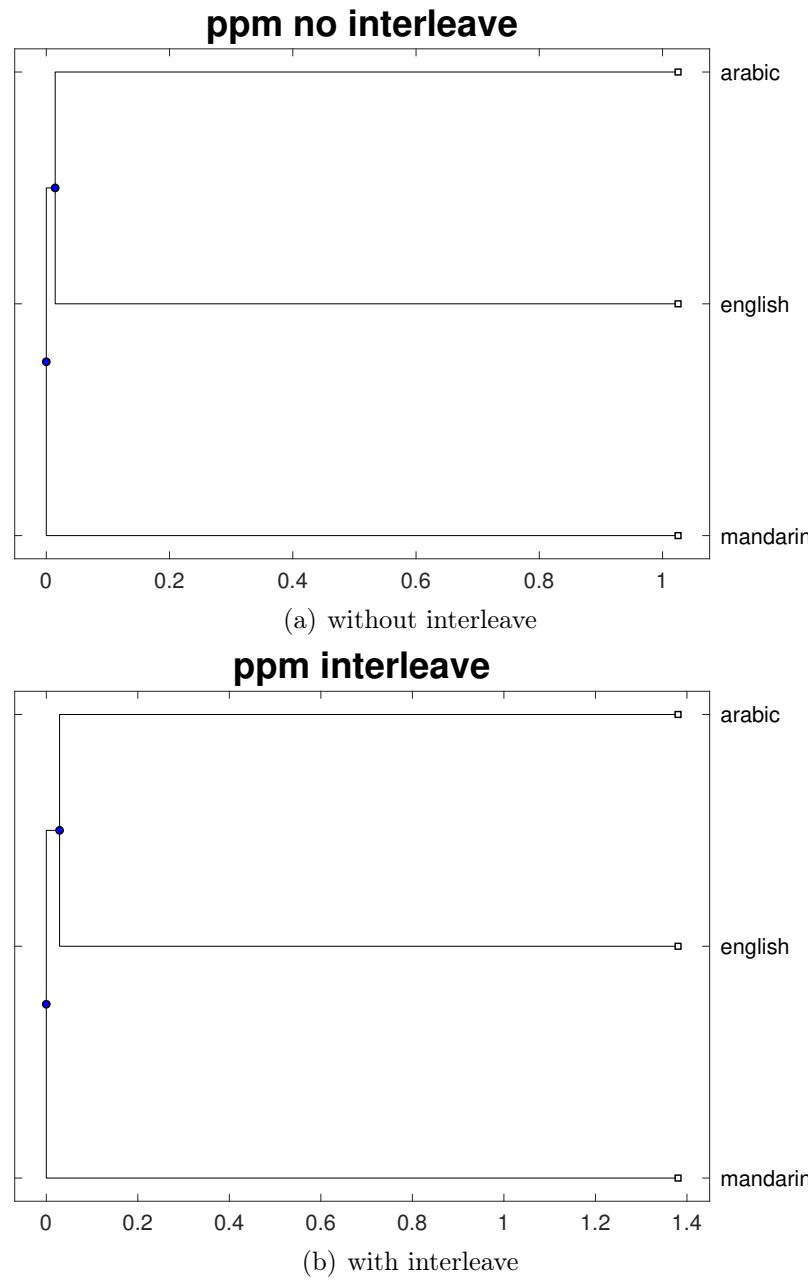 ppm no interleave
arabic
english
mandarin
0 0.2 0.4 0.6 0.8 1
(a) without interleave
ppm interleave
arabic
english
mandarin
0 0.2 0.4 0.6 0.8 1 1.2 1.4
(b) with interleave